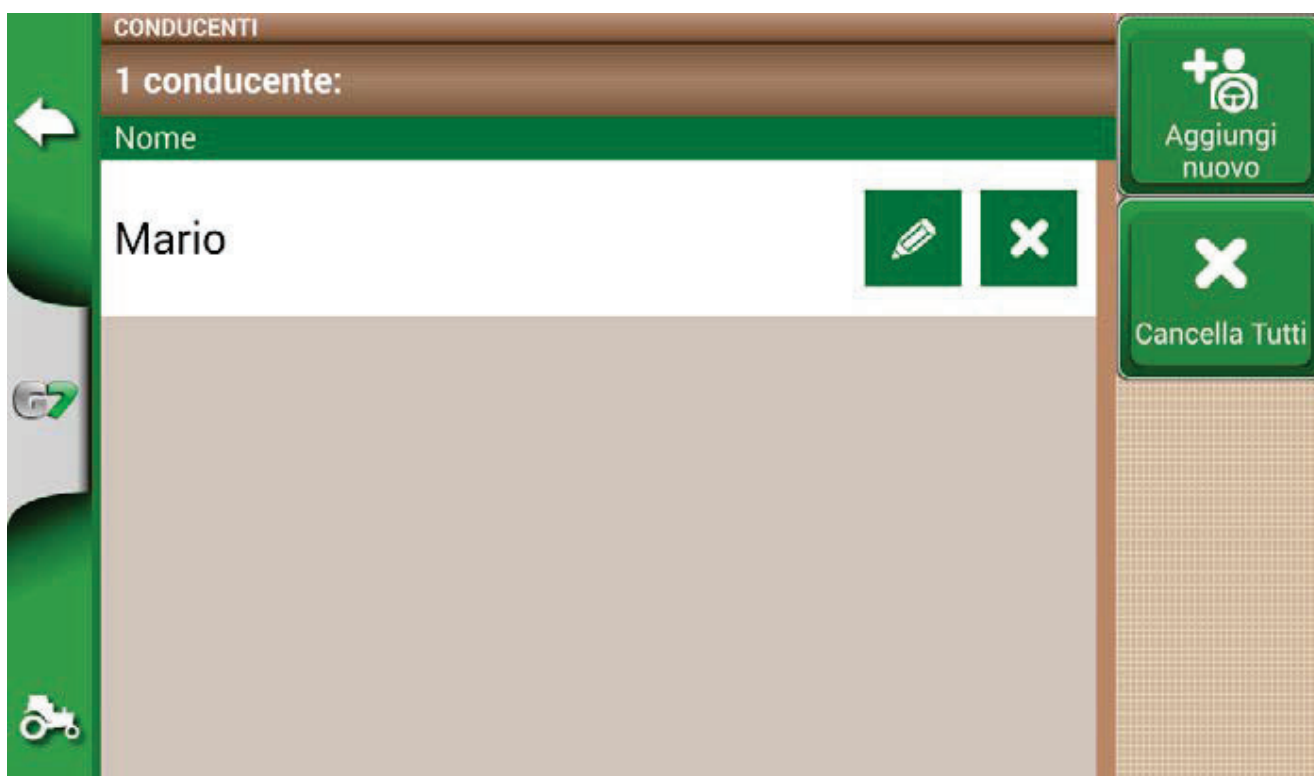 CONDUCENTI
1 conducente:
Nome
Mario
Aggiungi
nuovo
Cancella Tutti
G7